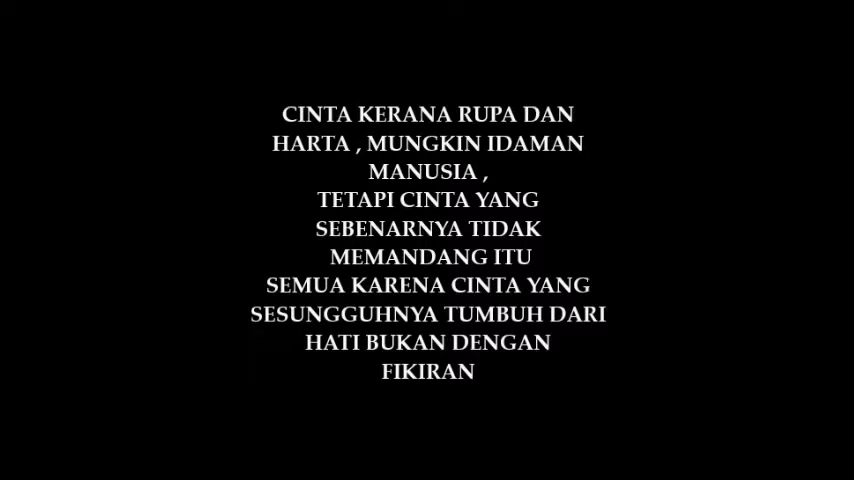 CINTA KERANA RUPA DAN
HARTA , MUNGKIN IDAMAN
MANUSIA ,
TETAPI CINTA YANG
SEBENARNYA TIDAK
MEMANDANG ITU
SEMUA KARENA CINTA YANG
SESUNGGUHNYA TUMBUH DARI
HATI BUKAN DENGAN
FIKIRAN